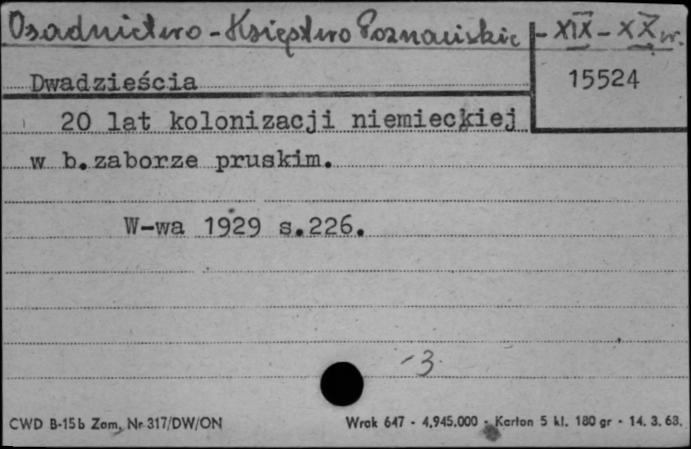 Osadnictwo - Księstwo Poznańskie - XIX - XX w.
Dwadzieścia
15524
20 lat kolonizacji niemieckiej
w b.zaborze pruskim.
W-wa 1929 s.226.
-3
CWD B-15b Zam. Nr 317/DW/ON Wrok 647 - 4.945.000 - Karton 5 kl. 180 gr - 14. 3. 63.